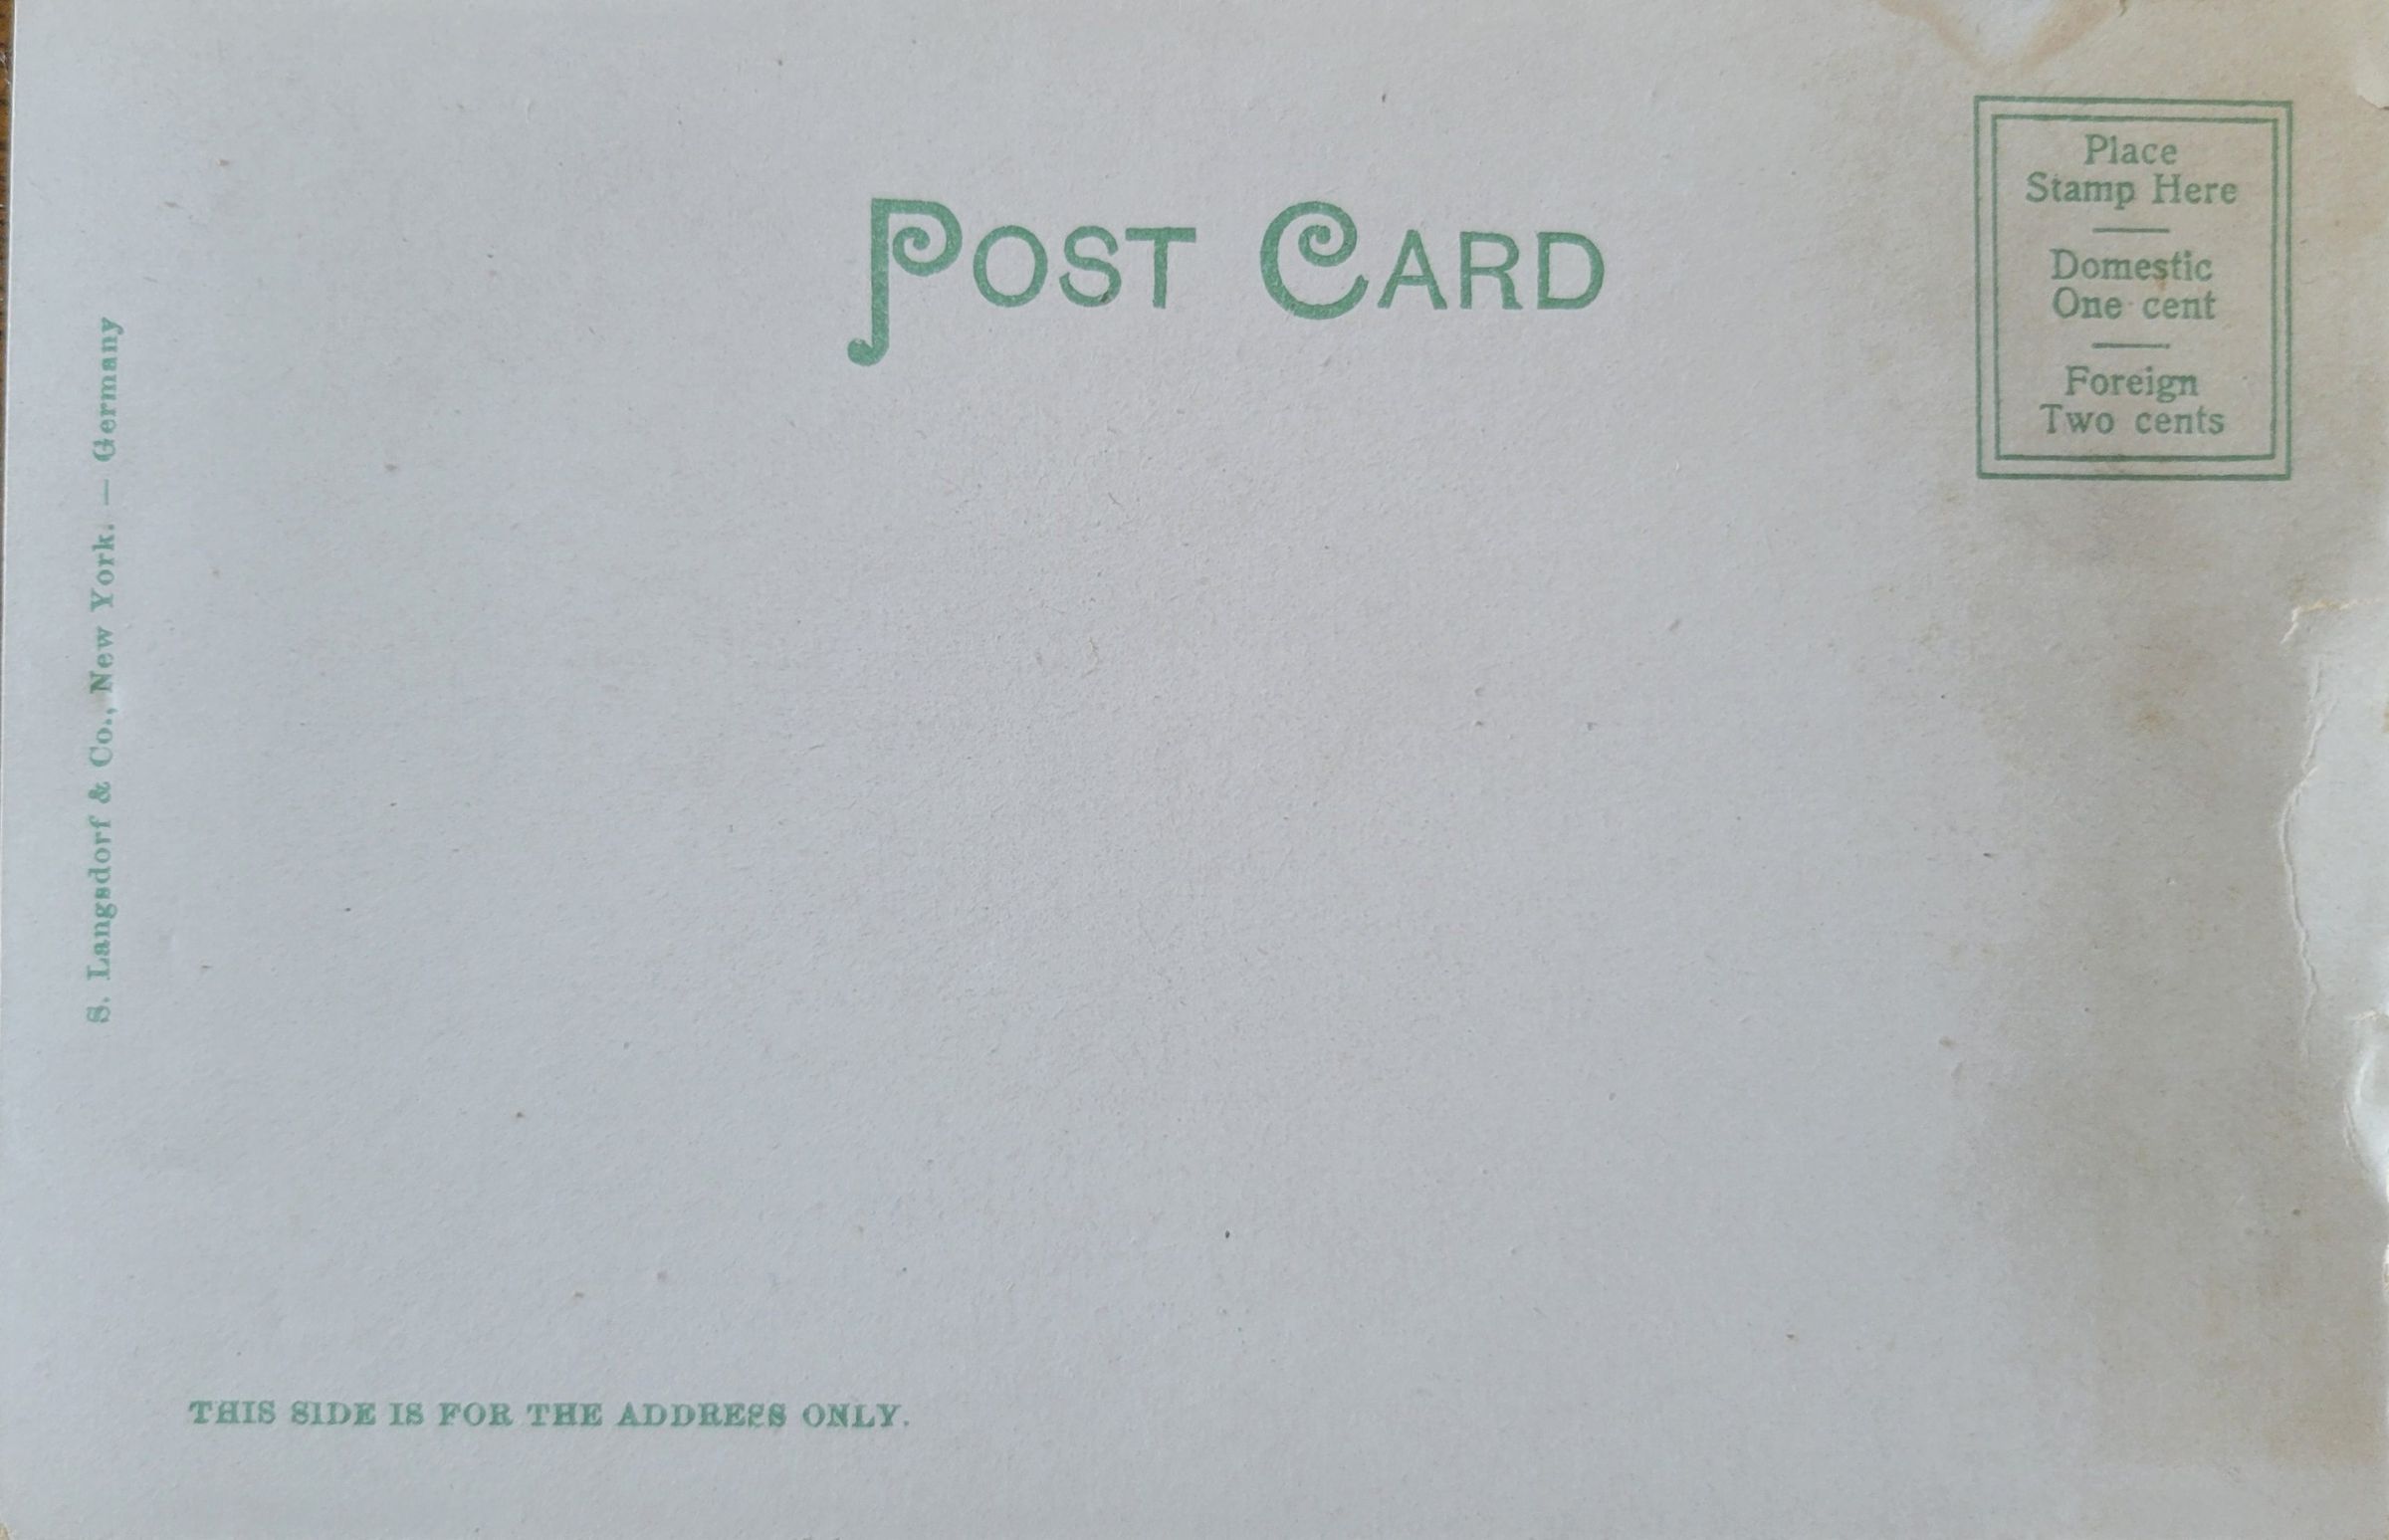 POST CARD
Place
Stamp Here
Domestic
One cent
Foreign
Two cents
S. Langsdorf & Co., New York. — Germany
THIS SIDE IS FOR THE ADDRESS ONLY.